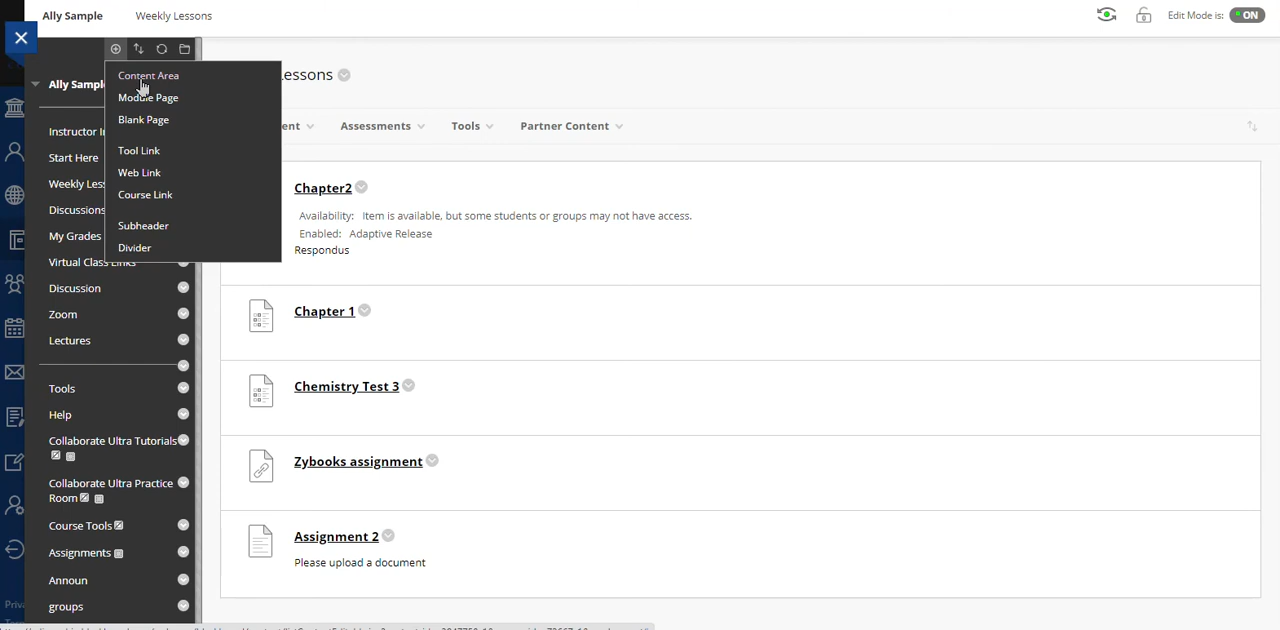 Ally Sample
Weekly Lessons
Edit Mode is:
ON
Ally Sample
Content Area
Module Page
Blank Page
Tool Link
Web Link
Course Link
Subheader
Divider
Instructor
Start Here
Weekly
Discussions
My Grades
Virtual Class Links
Discussion
Zoom
Lectures
Tools
Help
Collaborate Ultra Tutorials
Collaborate Ultra Practice
Room
Course Tools
Assignments
Announ
groups
Lessons
Assessments
Tools
Partner Content
Chapter2
Availability: Item is available, but some students or groups may not have access.
Enabled: Adaptive Release
Respondus
Chapter 1
Chemistry Test 3
Zybooks assignment
Assignment 2
Please upload a document